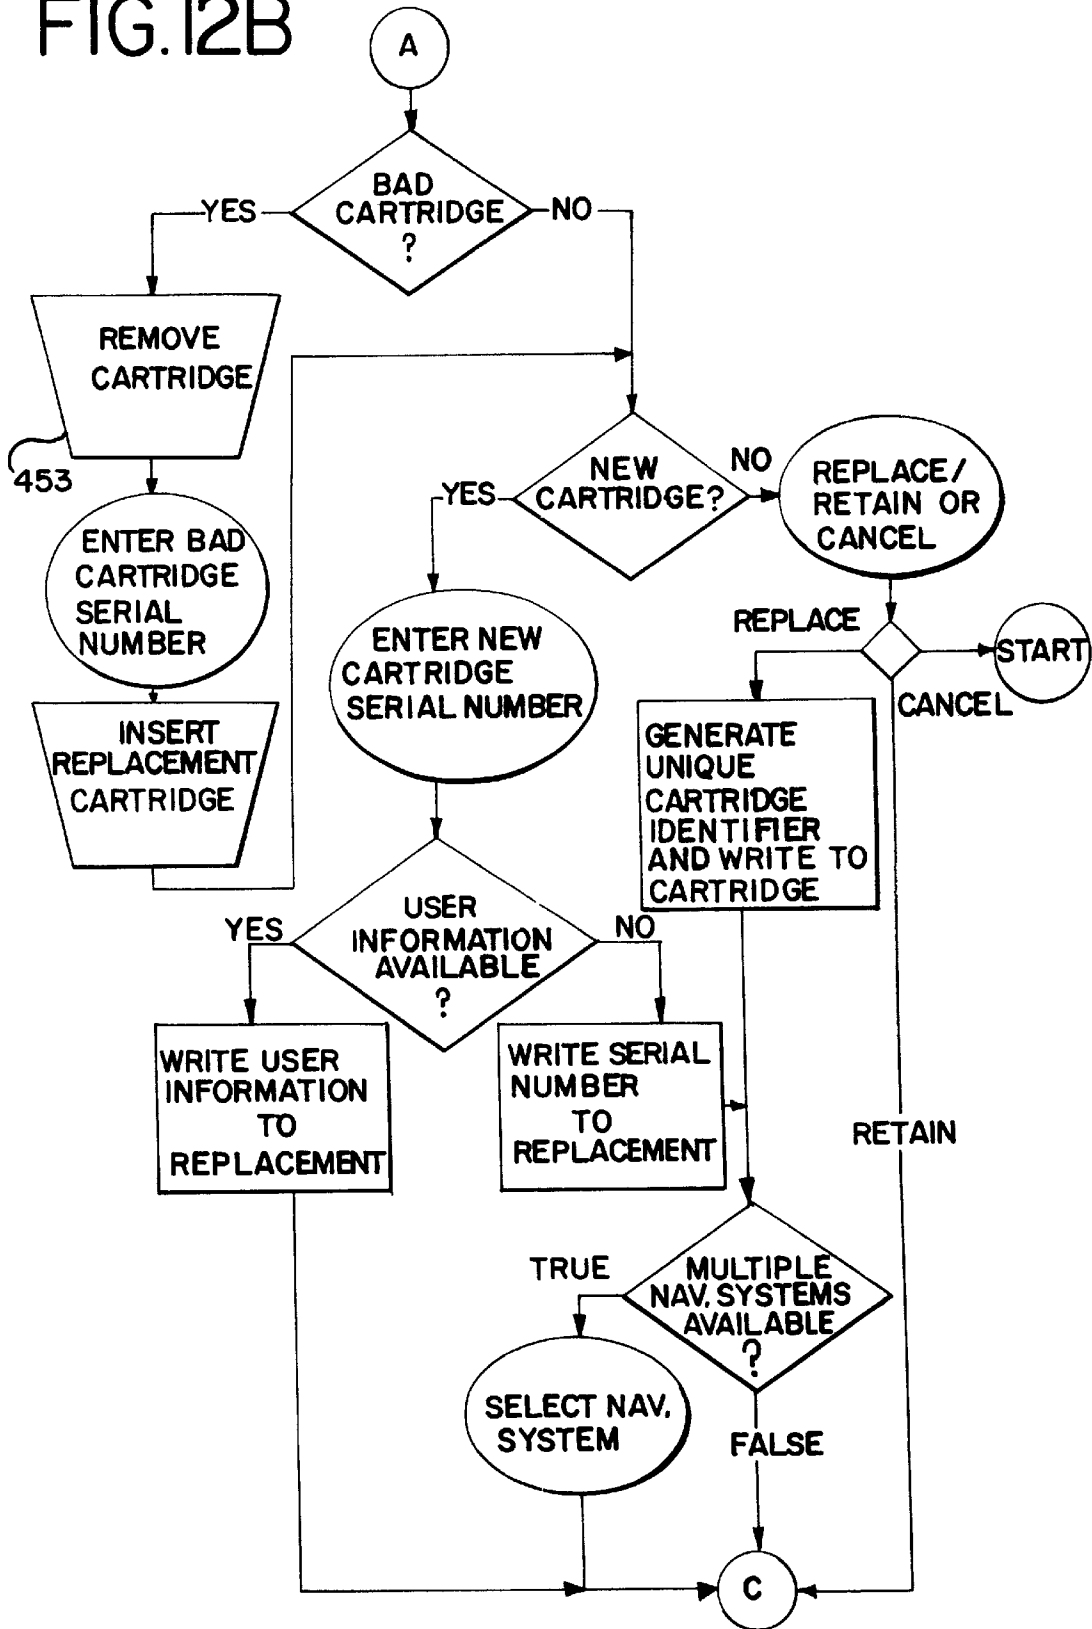 FIG.12B
A
BAD
CARTRIDGE
?
YES
NO
REMOVE
CARTRIDGE
453
NEW
CARTRIDGE?
YES
NO
REPLACE/
RETAIN OR
CANCEL
ENTER BAD
CARTRIDGE
SERIAL
NUMBER
REPLACE
START
CANCEL
ENTER NEW
CARTRIDGE
SERIAL NUMBER
INSERT
REPLACEMENT
CARTRIDGE
GENERATE
UNIQUE
CARTRIDGE
IDENTIFIER
AND WRITE TO
CARTRIDGE
USER
INFORMATION
AVAILABLE
?
YES
NO
WRITE USER
INFORMATION
TO
REPLACEMENT
WRITE SERIAL
NUMBER
TO
REPLACEMENT
RETAIN
MULTIPLE
NAV. SYSTEMS
AVAILABLE
?
TRUE
SELECT NAV.
SYSTEM
FALSE
C